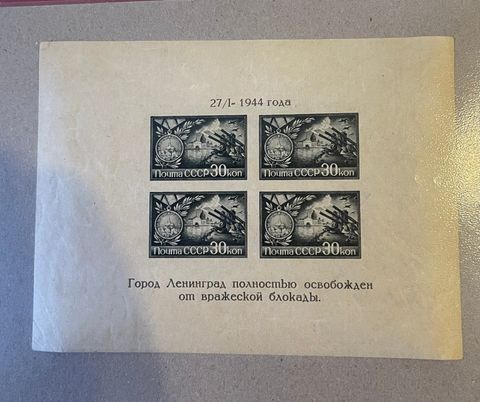 27/I - 1944 года
Почта СССР 30 коп
Почта СССР 30 коп
Почта СССР 30 коп
Почта СССР 30 коп
Город Ленинград полностью освобожден
от вражеской блокады.